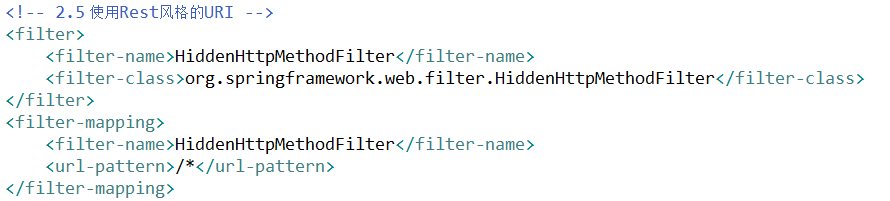 <!-- 2.5 使用Rest风格的URI -->
<filter>
    <filter-name>HiddenHttpMethodFilter</filter-name>
    <filter-class>org.springframework.web.filter.HiddenHttpMethodFilter</filter-class>
</filter>
<filter-mapping>
    <filter-name>HiddenHttpMethodFilter</filter-name>
    <url-pattern>/*</url-pattern>
</filter-mapping>